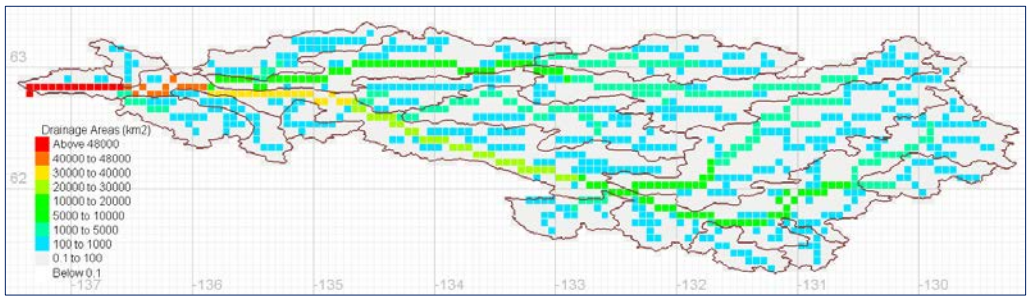 63
62
Drainage Areas (km2)
Above 48000
40000 to 48000
30000 to 40000
20000 to 30000
10000 to 20000
5000 to 10000
1000 to 5000
100 to 1000
0.1 to 100
Below 0.1
-137 -136 -135 -134 -133 -132 -131 -130